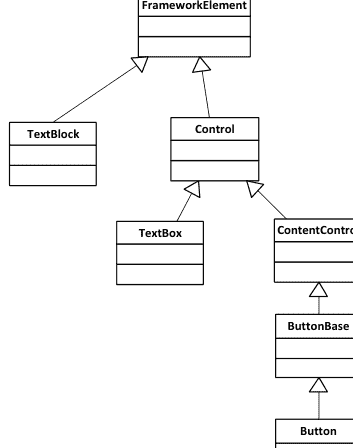 FrameworkElement
TextBlock
Control
TextBox
ContentContro
ButtonBase
Button